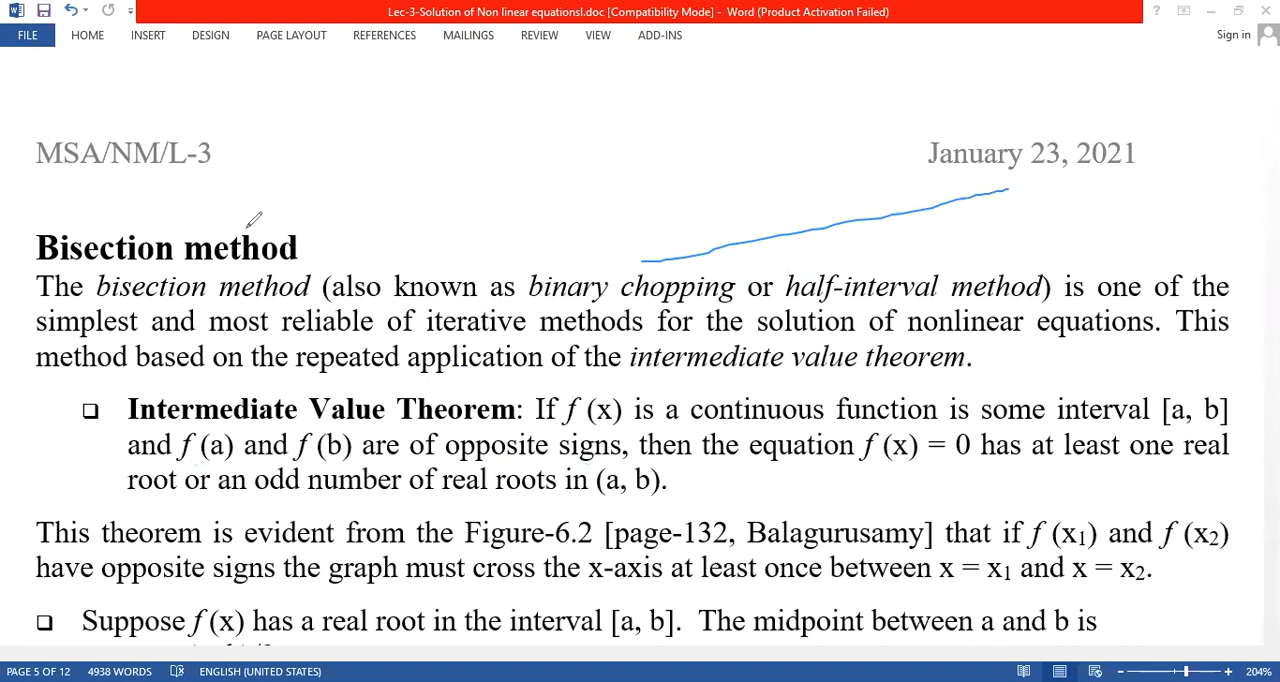 Lec-3-Solution of Non linear equationsl.doc [Compatibility Mode] - Word (Product Activation Failed)
FILE HOME INSERT DESIGN PAGE LAYOUT REFERENCES MAILINGS REVIEW VIEW ADD-INS Sign in
MSA/NM/L-3 January 23, 2021
Bisection method
The bisection method (also known as binary chopping or half-interval method) is one of the
simplest and most reliable of iterative methods for the solution of nonlinear equations. This
method based on the repeated application of the intermediate value theorem.
❑ Intermediate Value Theorem: If f (x) is a continuous function is some interval [a, b]
and f (a) and f (b) are of opposite signs, then the equation f (x) = 0 has at least one real
root or an odd number of real roots in (a, b).
This theorem is evident from the Figure-6.2 [page-132, Balagurusamy] that if f (x₁) and f (x₂)
have opposite signs the graph must cross the x-axis at least once between x = x₁ and x = x₂.
❑ Suppose f (x) has a real root in the interval [a, b]. The midpoint between a and b is
PAGE 5 OF 12 4938 WORDS ENGLISH (UNITED STATES) 204%